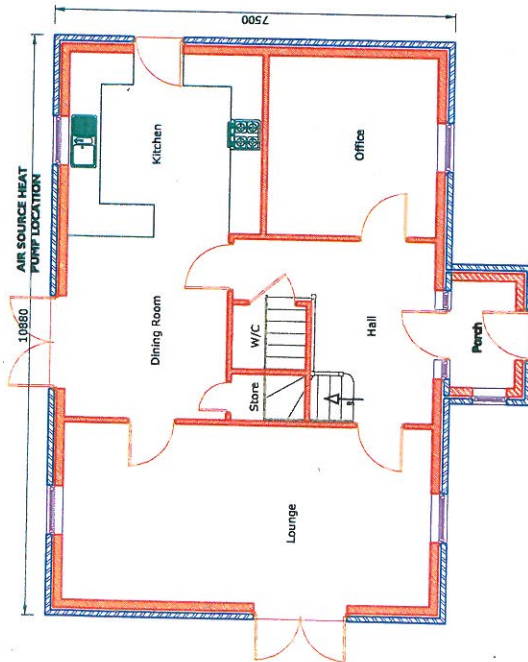 AIR SOURCE HEAT
PUMP LOCATION
10880
7500
Kitchen
Dining Room
Office
W/C
Store
Hall
Porch
Lounge